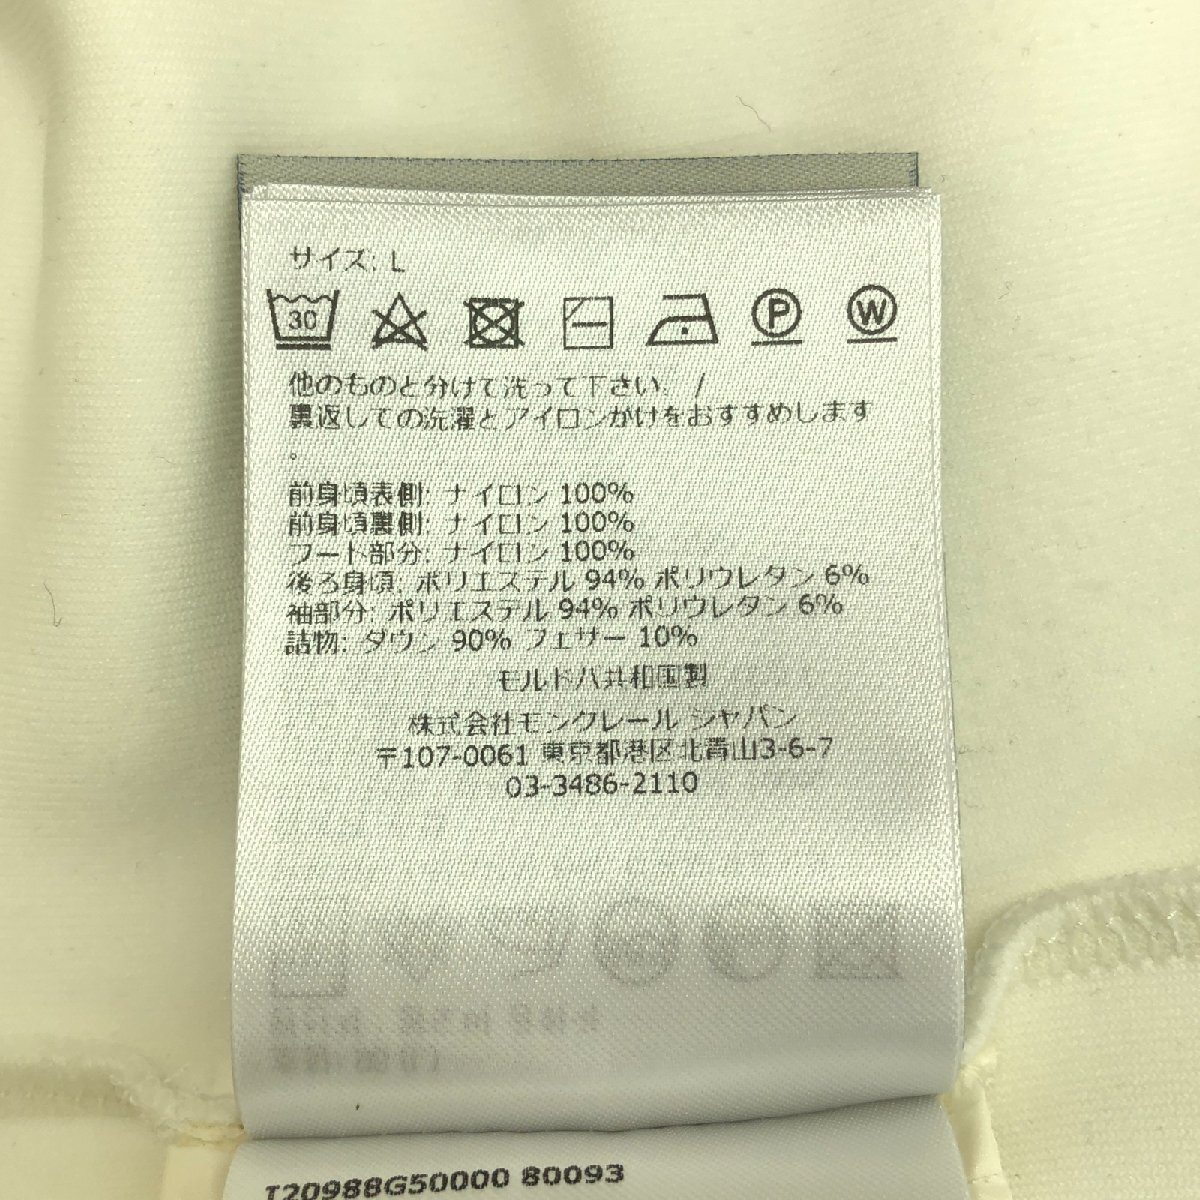 サイズ: L
30 P W
他のものと分けて洗って下さい。 /
裏返しての洗濯とアイロンかけをおすすめします
。
前身頃表側: ナイロン 100%
前身頃裏側: ナイロン 100%
フード部分: ナイロン 100%
後ろ身頃: ポリエステル 94% ポリウレタン 6%
袖部分: ポリエステル 94% ポリウレタン 6%
詰物: ダウン 90% フェザー 10%
モルドバ共和国製
株式会社モンクレール ジャパン
〒107-0061 東京都港区北青山3-6-7
03-3486-2110
I20988G50000 80093